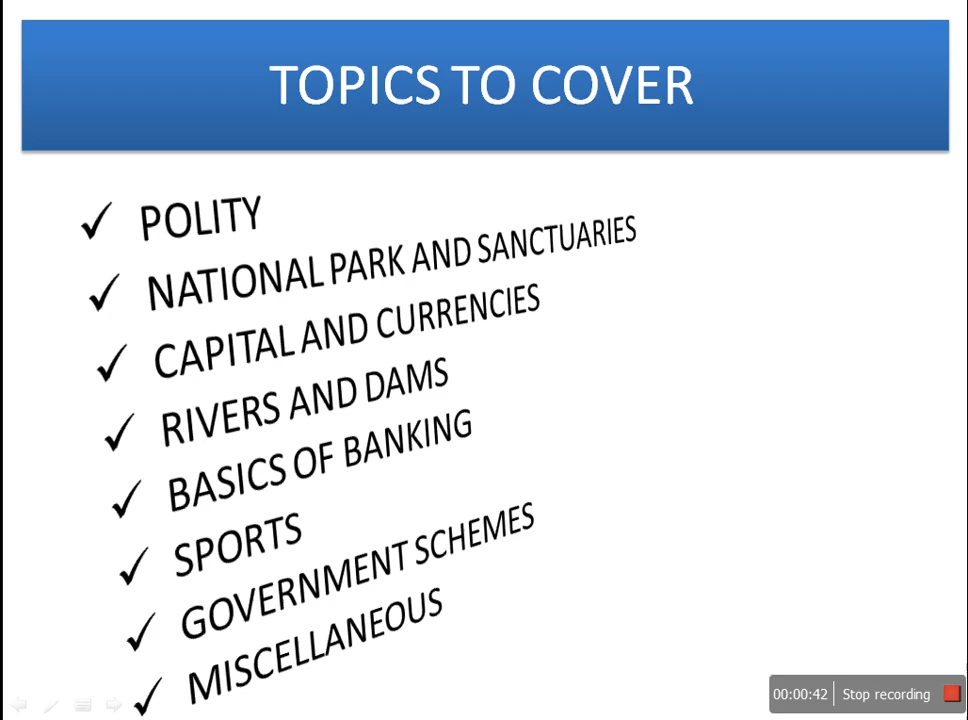 TOPICS TO COVER
✓ POLITY
✓ NATIONAL PARK AND SANCTUARIES
✓ CAPITAL AND CURRENCIES
✓ RIVERS AND DAMS
✓ BASICS OF BANKING
✓ SPORTS
✓ GOVERNMENT SCHEMES
✓ MISCELLANEOUS
00:00:42 Stop recording